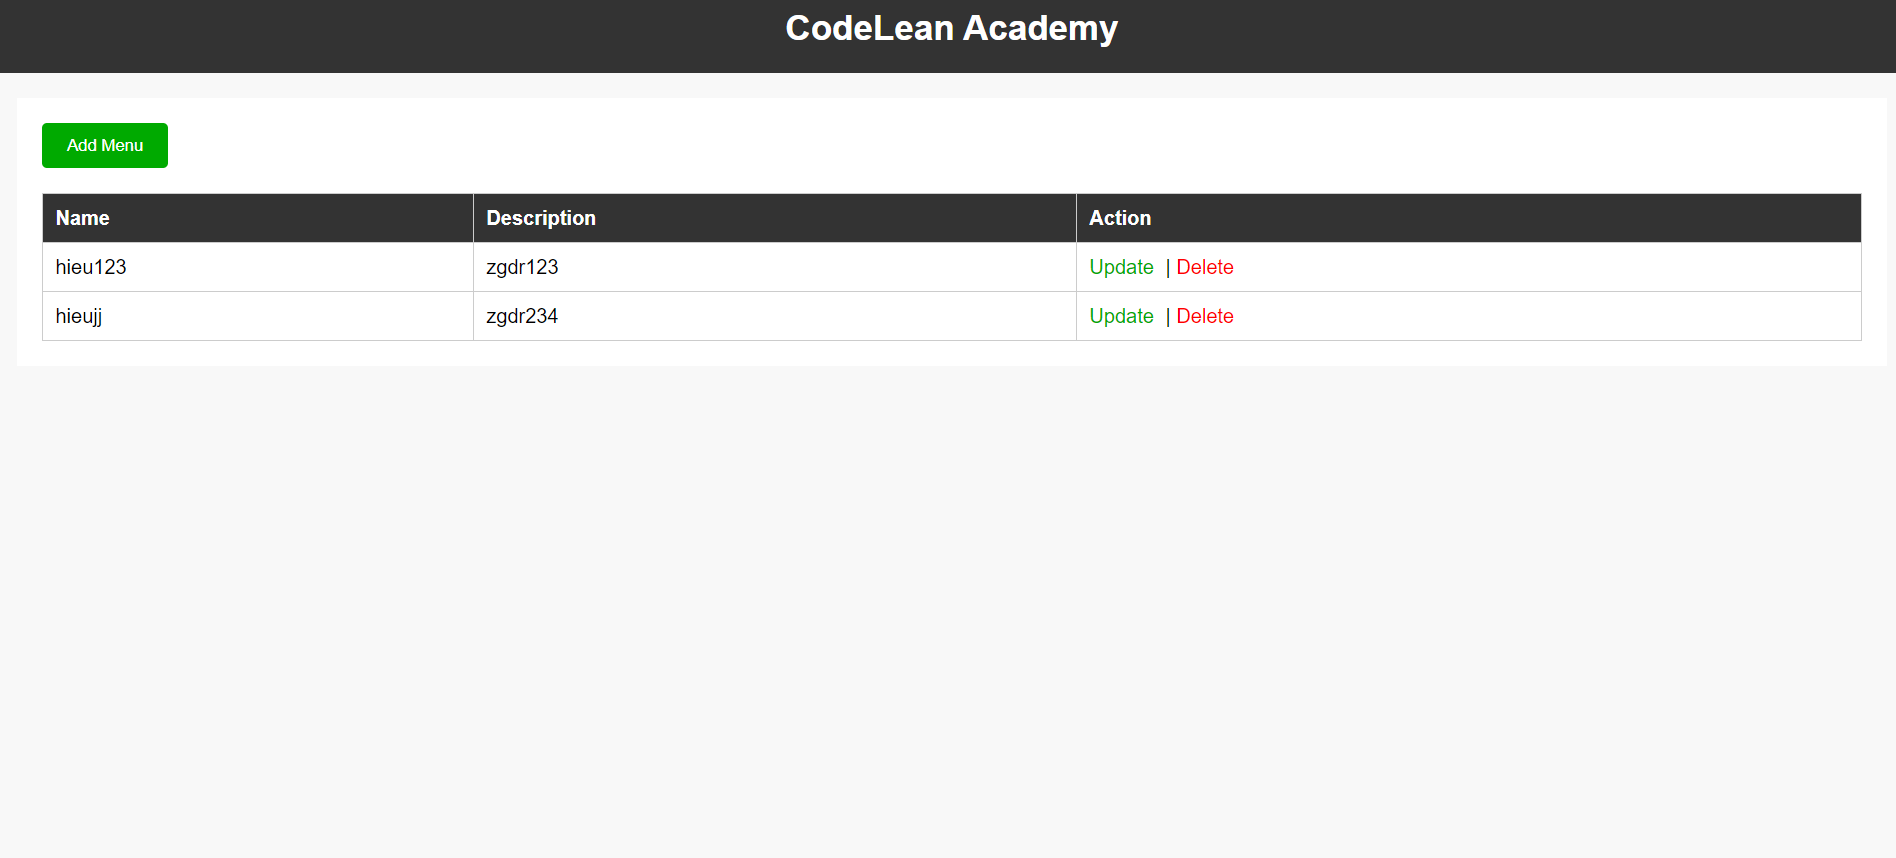 CodeLean Academy
Add Menu
Name Description Action
hieu123 zgdr123 Update | Delete
hieujj zgdr234 Update | Delete